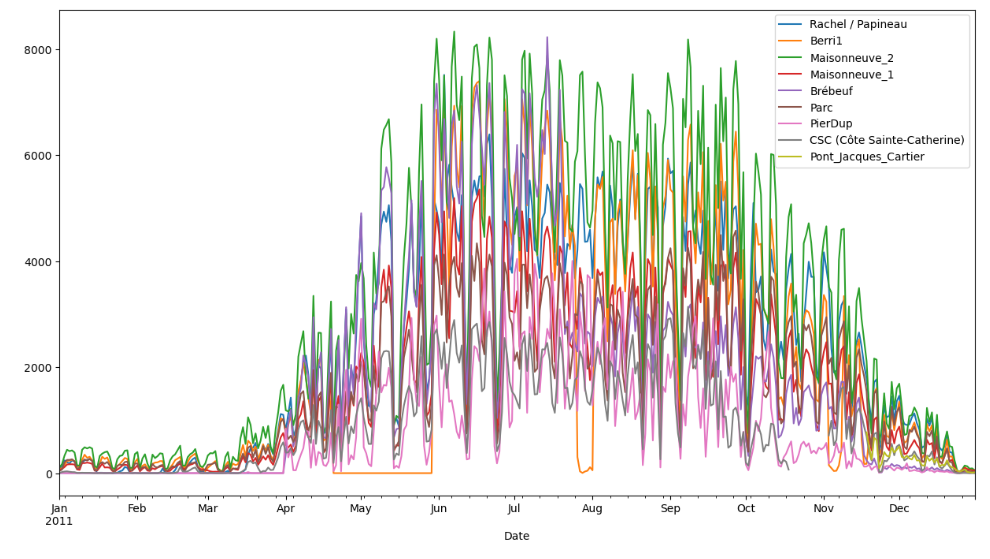 8000
6000
4000
2000
0
Rachel / Papineau
Berri1
Maisonneuve_2
Maisonneuve_1
Brébeuf
Parc
PierDup
CSC (Côte Sainte-Catherine)
Pont_Jacques_Cartier
Jan Feb Mar Apr May Jun Jul Aug Sep Oct Nov Dec
2011
Date